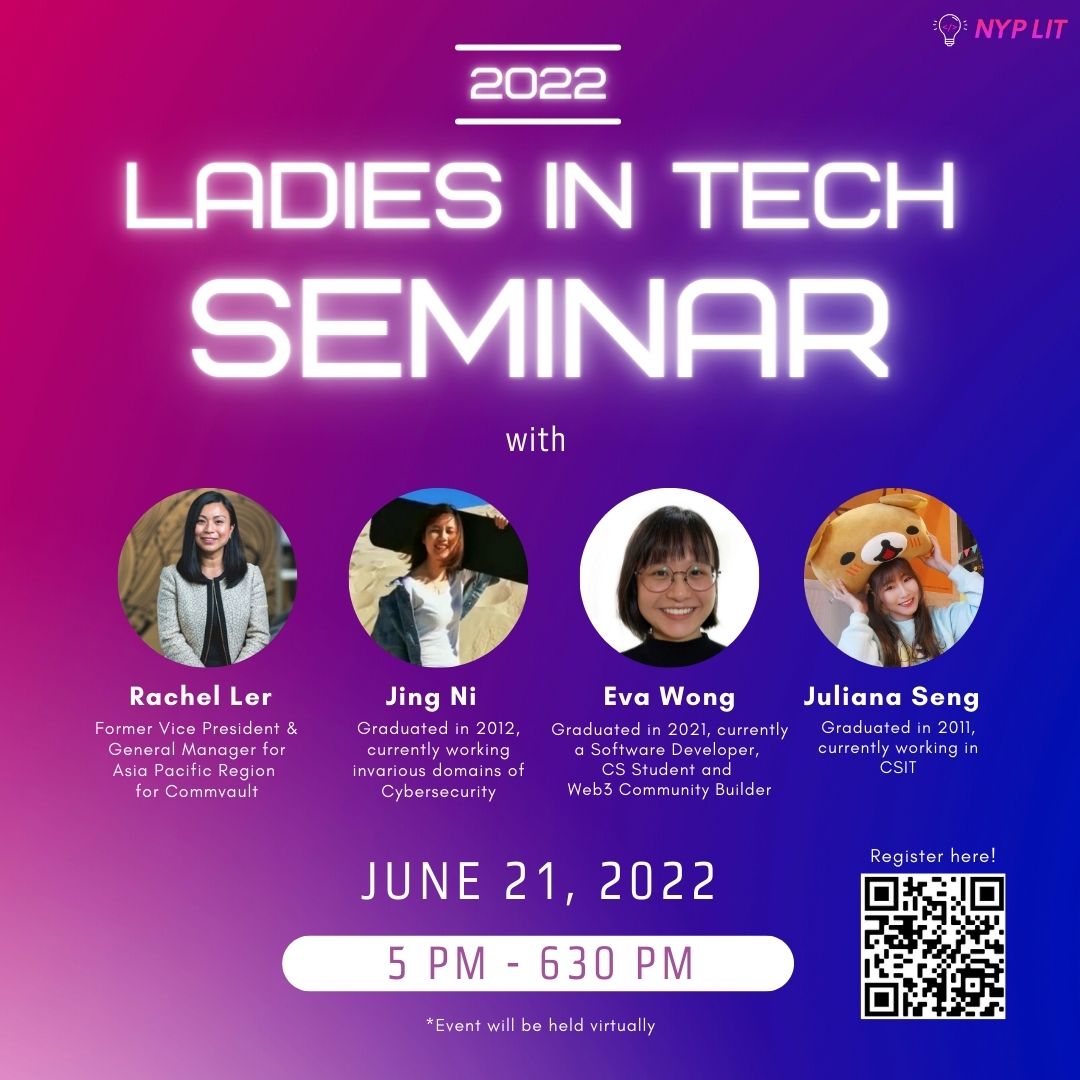 NYP LIT
2022
LADIES IN TECH
SEMINAR
with
Rachel Ler
Former Vice President &
General Manager for
Asia Pacific Region
for Commvault
Jing Ni
Graduated in 2012,
currently working
invarious domains of
Cybersecurity
Eva Wong
Graduated in 2021, currently
a Software Developer,
CS Student and
Web3 Community Builder
Juliana Seng
Graduated in 2011,
currently working in
CSIT
JUNE 21, 2022
5 PM - 630 PM
*Event will be held virtually
Register here!